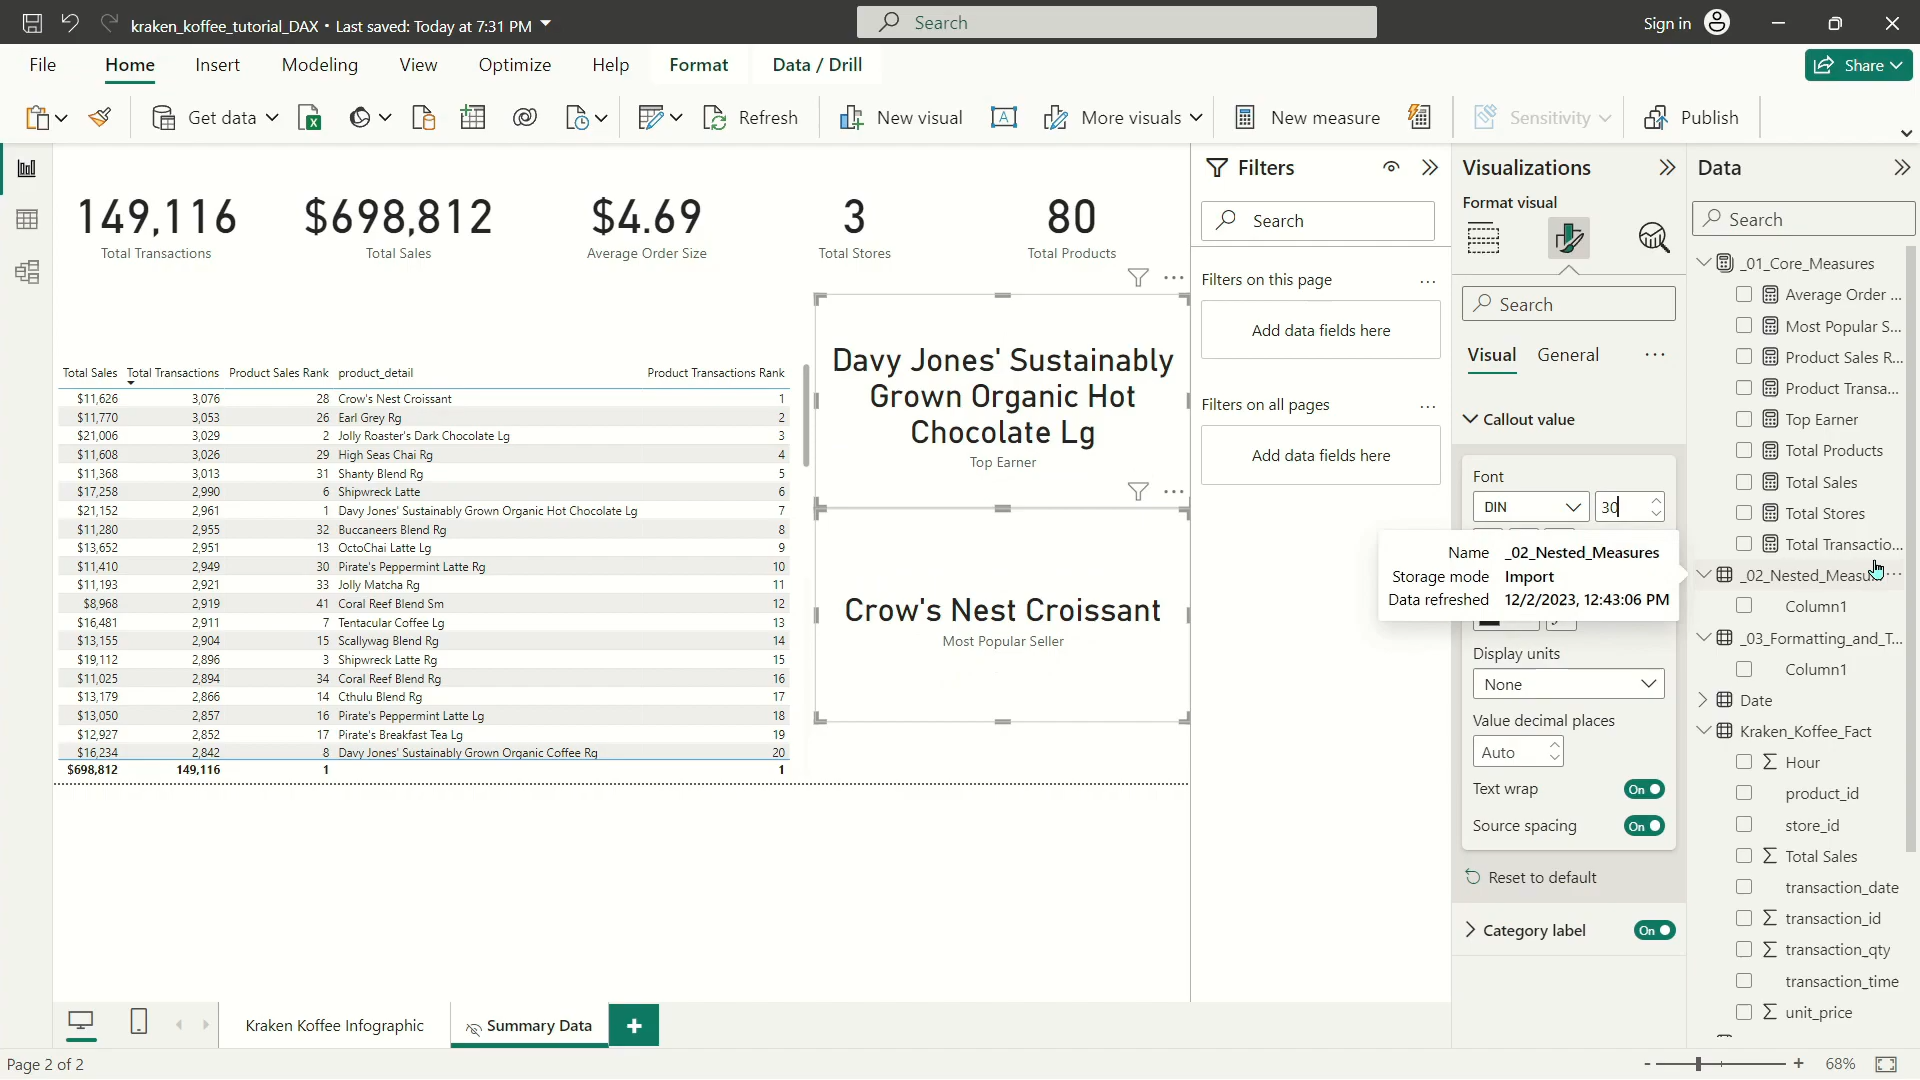 kraken_koffee_tutorial_DAX • Last saved: Today at 7:31 PM
Search
Sign in
File
Home
Insert
Modeling
View
Optimize
Help
Format
Data / Drill
Share
Get data
Refresh
New visual
More visuals
New measure
Sensitivity
Publish
149,116
Total Transactions
$698,812
Total Sales
$4.69
Average Order Size
3
Total Stores
80
Total Products
Total Sales Total Transactions Product Sales Rank product_detail Product Transactions Rank
$11,626 3,076 28 Crow's Nest Croissant 1
$11,770 3,053 26 Earl Grey Rg 2
$21,006 3,029 2 Jolly Roaster's Dark Chocolate Lg 3
$11,608 3,026 29 High Seas Chai Rg 4
$11,368 3,013 31 Shanty Blend Rg 5
$17,258 2,990 6 Shipwreck Latte 6
$21,152 2,961 1 Davy Jones' Sustainably Grown Organic Hot Chocolate Lg 7
$11,280 2,955 32 Buccaneers Blend Rg 8
$13,652 2,951 13 OctoChai Latte Lg 9
$11,410 2,949 30 Pirate's Peppermint Latte Rg 10
$11,193 2,921 33 Jolly Matcha Rg 11
$8,968 2,919 41 Coral Reef Blend Sm 12
$16,481 2,911 7 Tentacular Coffee Lg 13
$13,155 2,904 15 Scallywag Blend Rg 14
$19,112 2,896 3 Shipwreck Latte Rg 15
$11,025 2,894 34 Coral Reef Blend Rg 16
$13,179 2,866 14 Cthulu Blend Rg 17
$13,050 2,857 16 Pirate's Peppermint Latte Lg 18
$12,927 2,852 17 Pirate's Breakfast Tea Lg 19
$16,234 2,842 8 Davy Jones' Sustainably Grown Organic Coffee Rg 20
$698,812 149,116 1 1
Davy Jones' Sustainably
Grown Organic Hot
Chocolate Lg
Top Earner
Crow's Nest Croissant
Most Popular Seller
Filters
Search
Filters on this page
Add data fields here
Filters on all pages
Add data fields here
Visualizations
Format visual
Search
Visual General
Callout value
Font
DIN 30
Name _02_Nested_Measures
Storage mode Import
Data refreshed 12/2/2023, 12:43:06 PM
Display units
None
Value decimal places
Auto
Text wrap On
Source spacing On
Reset to default
Category label On
Data
Search
_01_Core_Measures
Average Order ...
Most Popular S...
Product Sales R...
Product Transa...
Top Earner
Total Products
Total Sales
Total Stores
Total Transactio...
_02_Nested_Measu
Column1
_03_Formatting_and_T...
Column1
Date
Kraken_Koffee_Fact
Hour
product_id
store_id
Total Sales
transaction_date
transaction_id
transaction_qty
transaction_time
unit_price
Kraken Koffee Infographic
Summary Data
+
Page 2 of 2
- + 68%